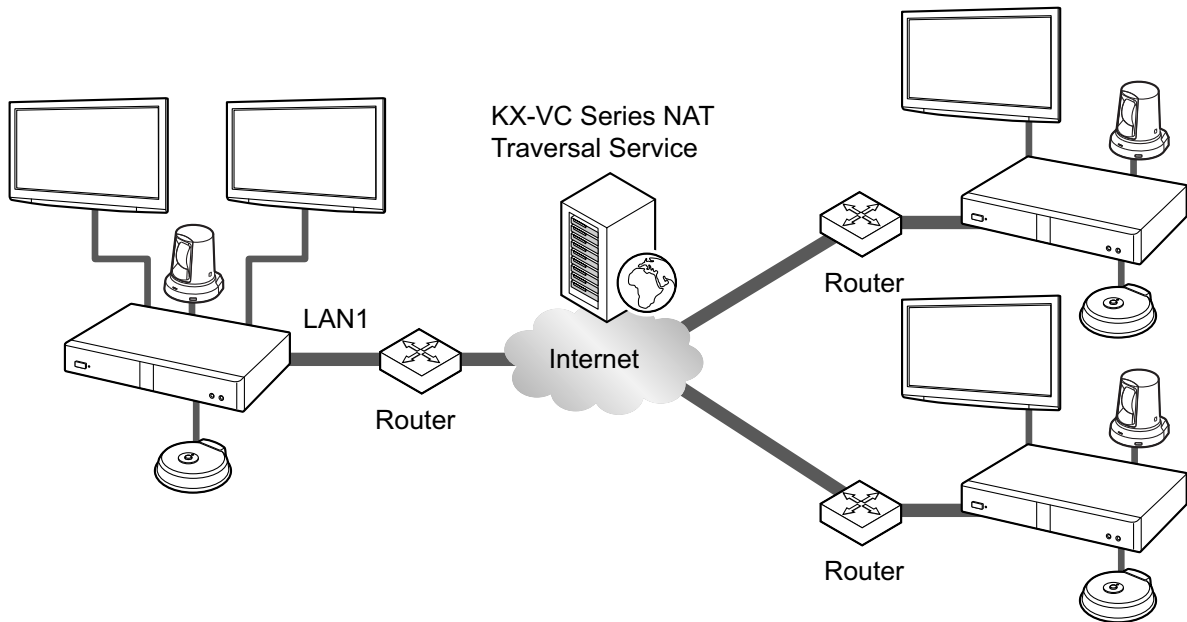 KX-VC Series NAT
Traversal Service
LAN1
Router
Internet
Router
Router